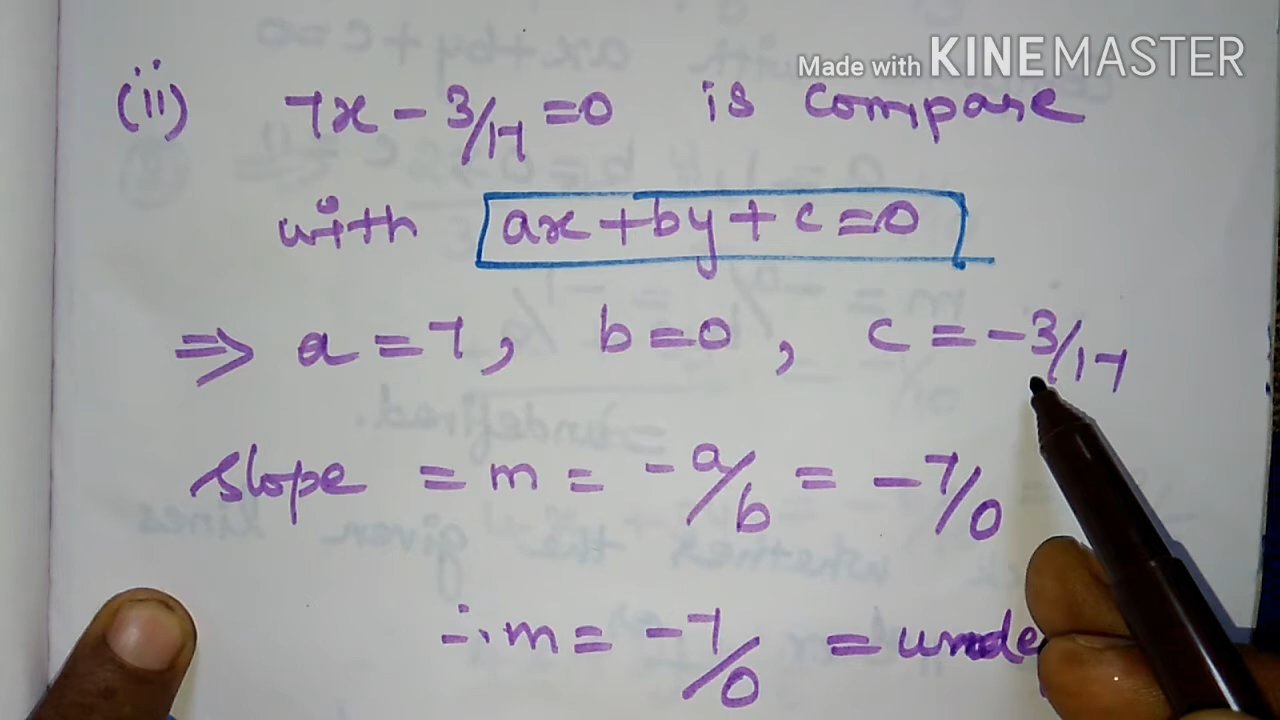 Made with KINEMASTER
(ii) 7x - 3/17 = 0 is compare
with ax + by + c = 0
⇒ a = 7, b = 0, c = -3/17
slope = m = -a/b = -7/0
∴ m = -7/0 = unde